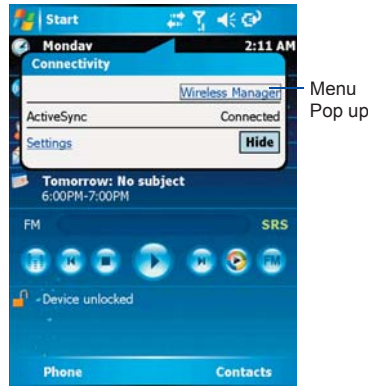 Start
Monday 2:11 AM
Connectivity
Wireless Manager
Menu
Pop up
ActiveSync Connected
Settings Hide
Tomorrow: No subject
6:00PM-7:00PM
FM SRS
FM
Device unlocked
Phone Contacts